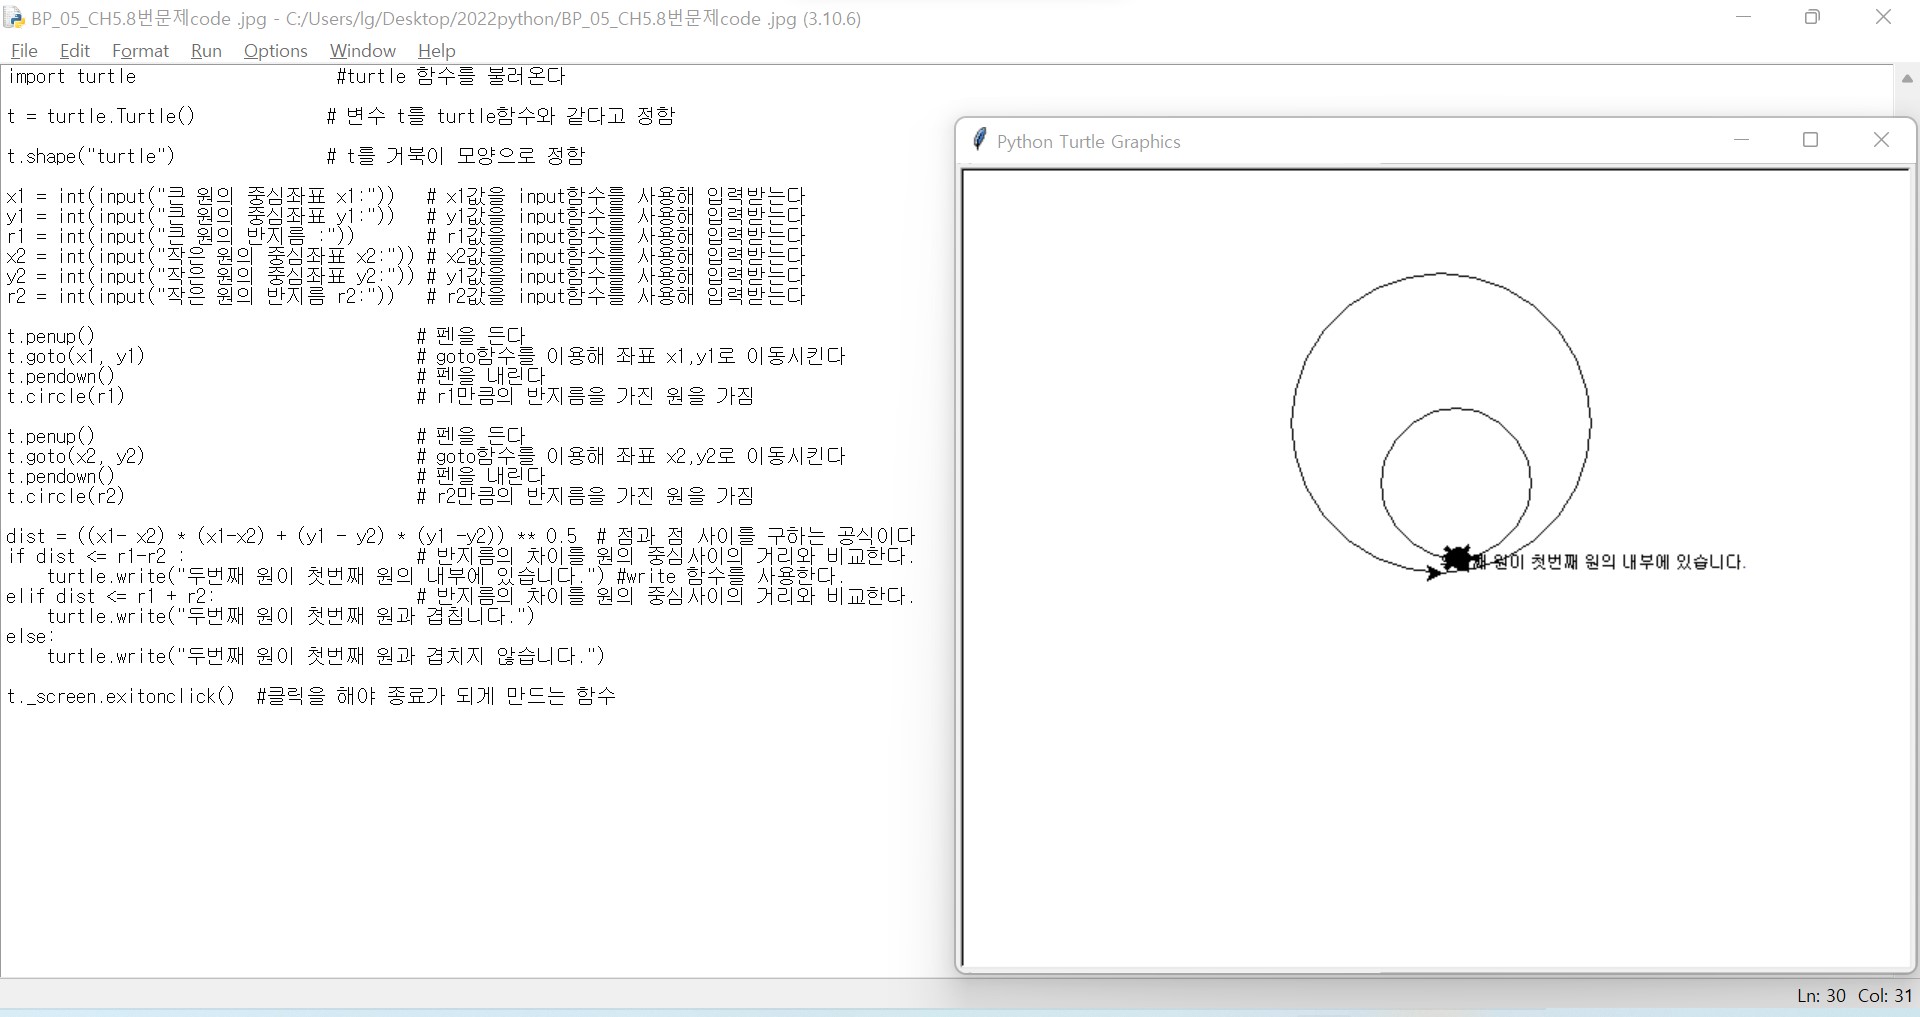 BP_05_CH5.8번문제code .jpg - C:/Users/lg/Desktop/2022python/BP_05_CH5.8번문제code .jpg (3.10.6)
File Edit Format Run Options Window Help
import turtle #turtle 함수를 불러온다
t = turtle.Turtle() # 변수 t를 turtle함수와 같다고 정함
t.shape("turtle") # t를 거북이 모양으로 정함
x1 = int(input("큰 원의 중심좌표 x1:")) # x1값을 input함수를 사용해 입력받는다
y1 = int(input("큰 원의 중심좌표 y1:")) # y1값을 input함수를 사용해 입력받는다
r1 = int(input("큰 원의 반지름 :")) # r1값을 input함수를 사용해 입력받는다
x2 = int(input("작은 원의 중심좌표 x2:")) # x2값을 input함수를 사용해 입력받는다
y2 = int(input("작은 원의 중심좌표 y2:")) # y1값을 input함수를 사용해 입력받는다
r2 = int(input("작은 원의 반지름 r2:")) # r2값을 input함수를 사용해 입력받는다
t.penup() # 펜을 든다
t.goto(x1, y1) # goto함수를 이용해 좌표 x1,y1로 이동시킨다
t.pendown() # 펜을 내린다
t.circle(r1) # r1만큼의 반지름을 가진 원을 가짐
t.penup() # 펜을 든다
t.goto(x2, y2) # goto함수를 이용해 좌표 x2,y2로 이동시킨다
t.pendown() # 펜을 내린다
t.circle(r2) # r2만큼의 반지름을 가진 원을 가짐
dist = ((x1- x2) * (x1-x2) + (y1 - y2) * (y1 -y2)) ** 0.5 # 점과 점 사이를 구하는 공식이다
if dist <= r1-r2 : # 반지름의 차이를 원의 중심사이의 거리와 비교한다.
turtle.write("두번째 원이 첫번째 원의 내부에 있습니다.") #write 함수를 사용한다.
elif dist <= r1 + r2: # 반지름의 차이를 원의 중심사이의 거리와 비교한다.
turtle.write("두번째 원이 첫번째 원과 겹칩니다.")
else:
turtle.write("두번째 원이 첫번째 원과 겹치지 않습니다.")
t._screen.exitonclick() #클릭을 해야 종료가 되게 만드는 함수
Python Turtle Graphics
원이 첫번째 원의 내부에 있습니다.
Ln: 30 Col: 31